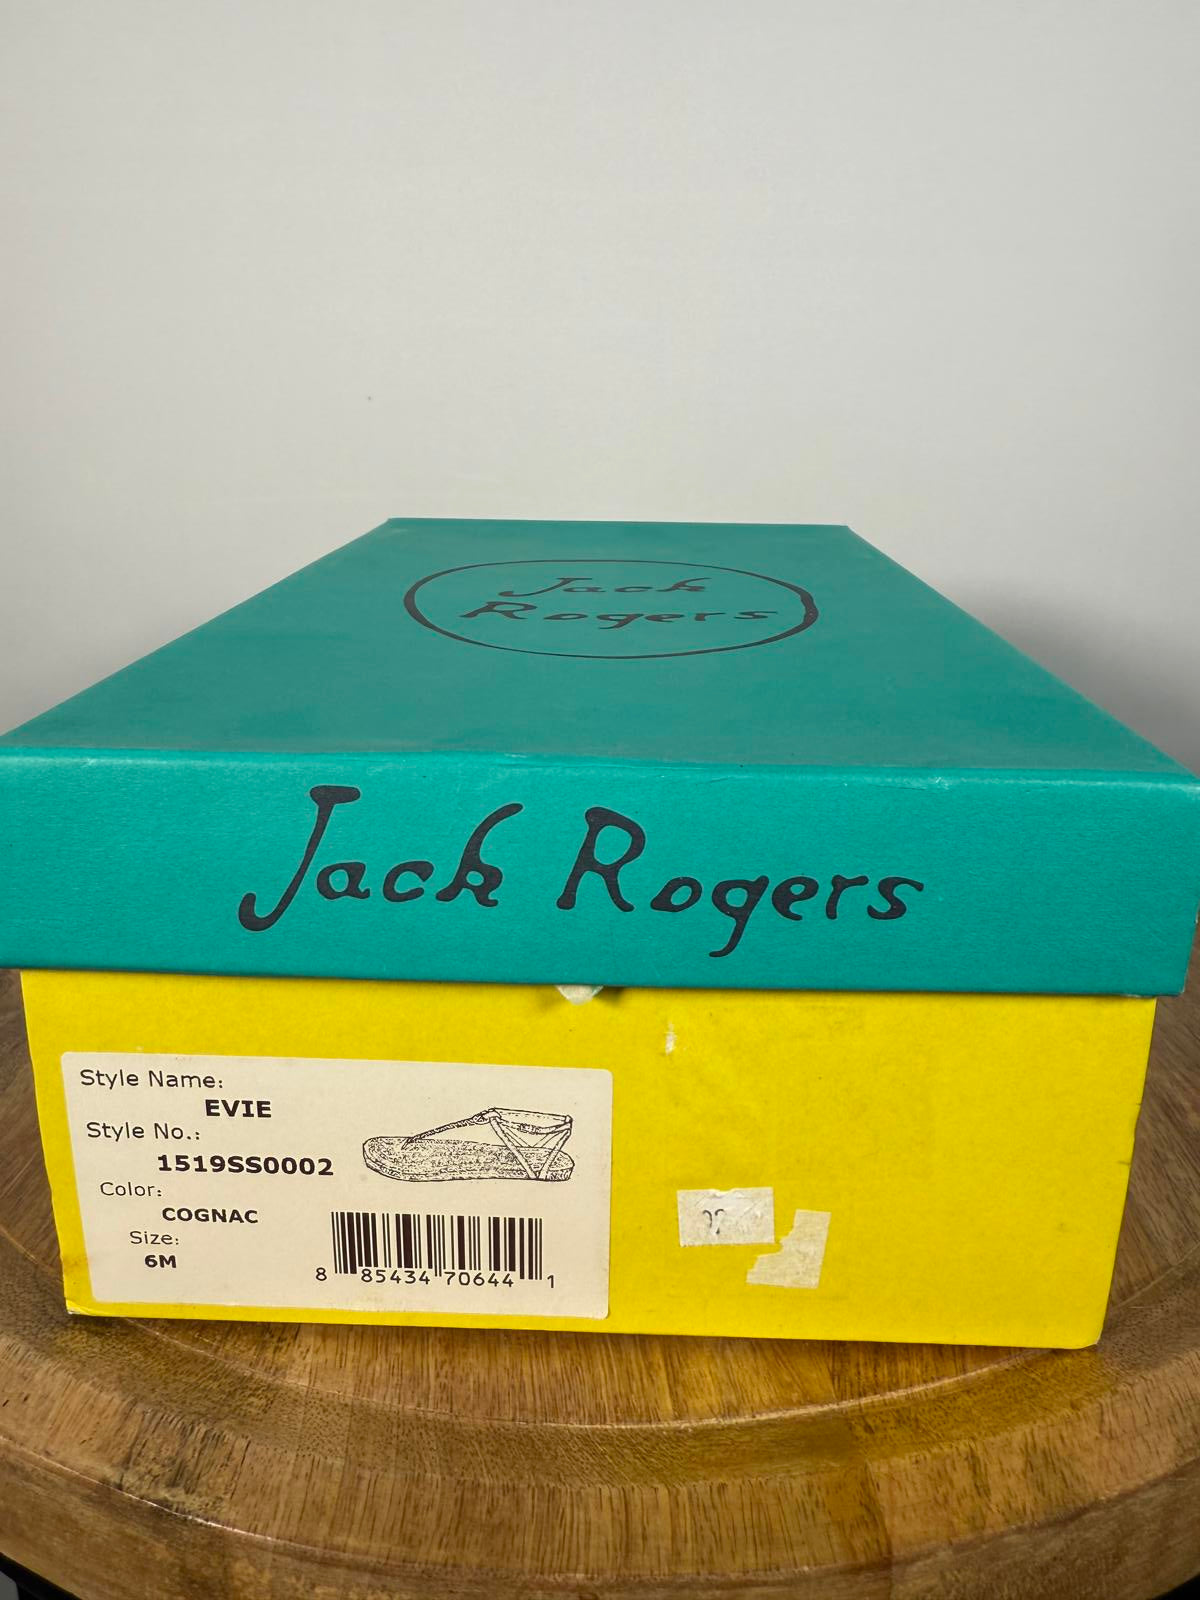 Jack
Rogers
Jack Rogers
Style Name:
EVIE
Style No.:
1519SS0002
Color:
COGNAC
Size:
6M
8 85434 70644 1